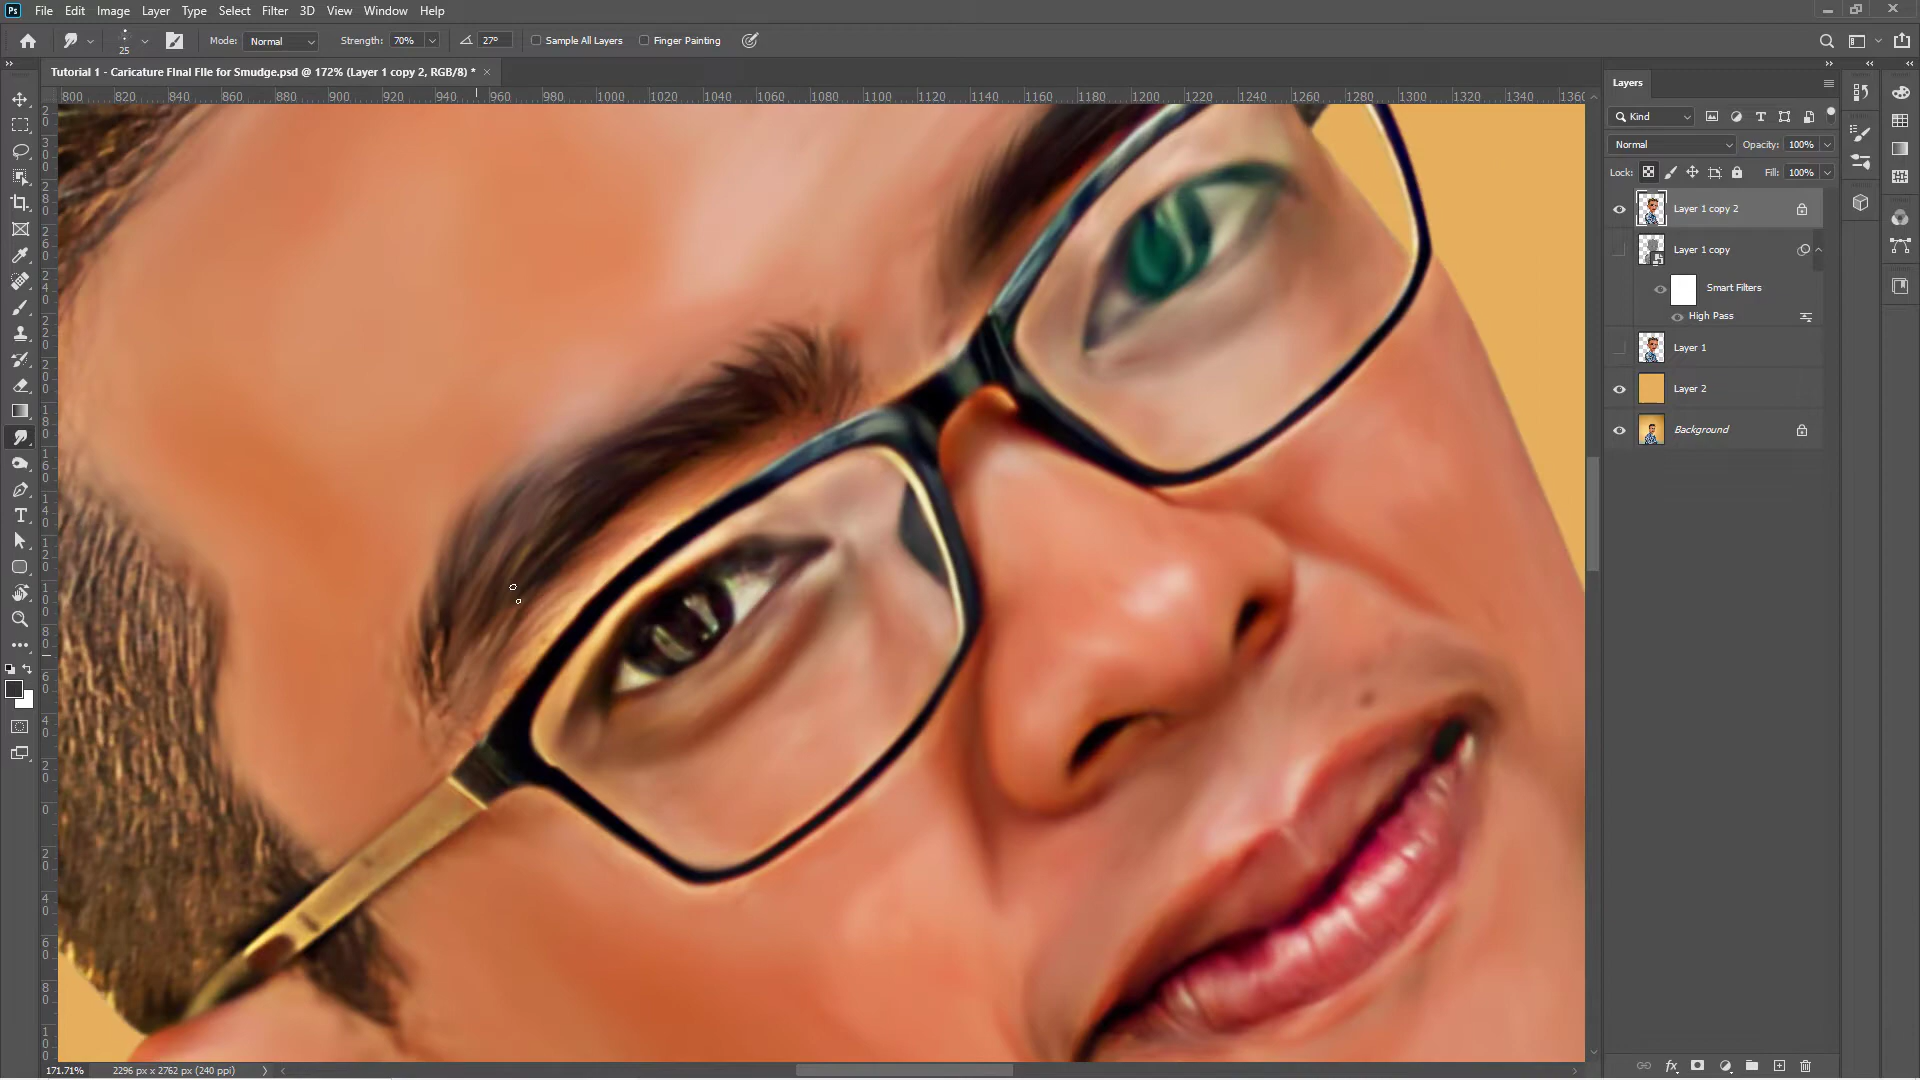 Ps File Edit Image Layer Type Select Filter 3D View Window Help
25 Mode: Normal Strength: 70% 27° Sample All Layers Finger Painting
Tutorial 1 - Caricature Final File for Smudge.psd @ 172% (Layer 1 copy 2, RGB/8) * ×
800 820 840 860 880 900 920 940 960 980 1000 1020 1040 1060 1080 1100 1120 1140 1160 1180 1200 1220 1240 1260 1280 1300 1320 1340 1360
Layers
Kind
Normal Opacity: 100%
Lock: Fill: 100%
Layer 1 copy 2
Layer 1 copy
Smart Filters
High Pass
Layer 1
Layer 2
Background
171.71% 2296 px x 2762 px (240 ppi)
fx